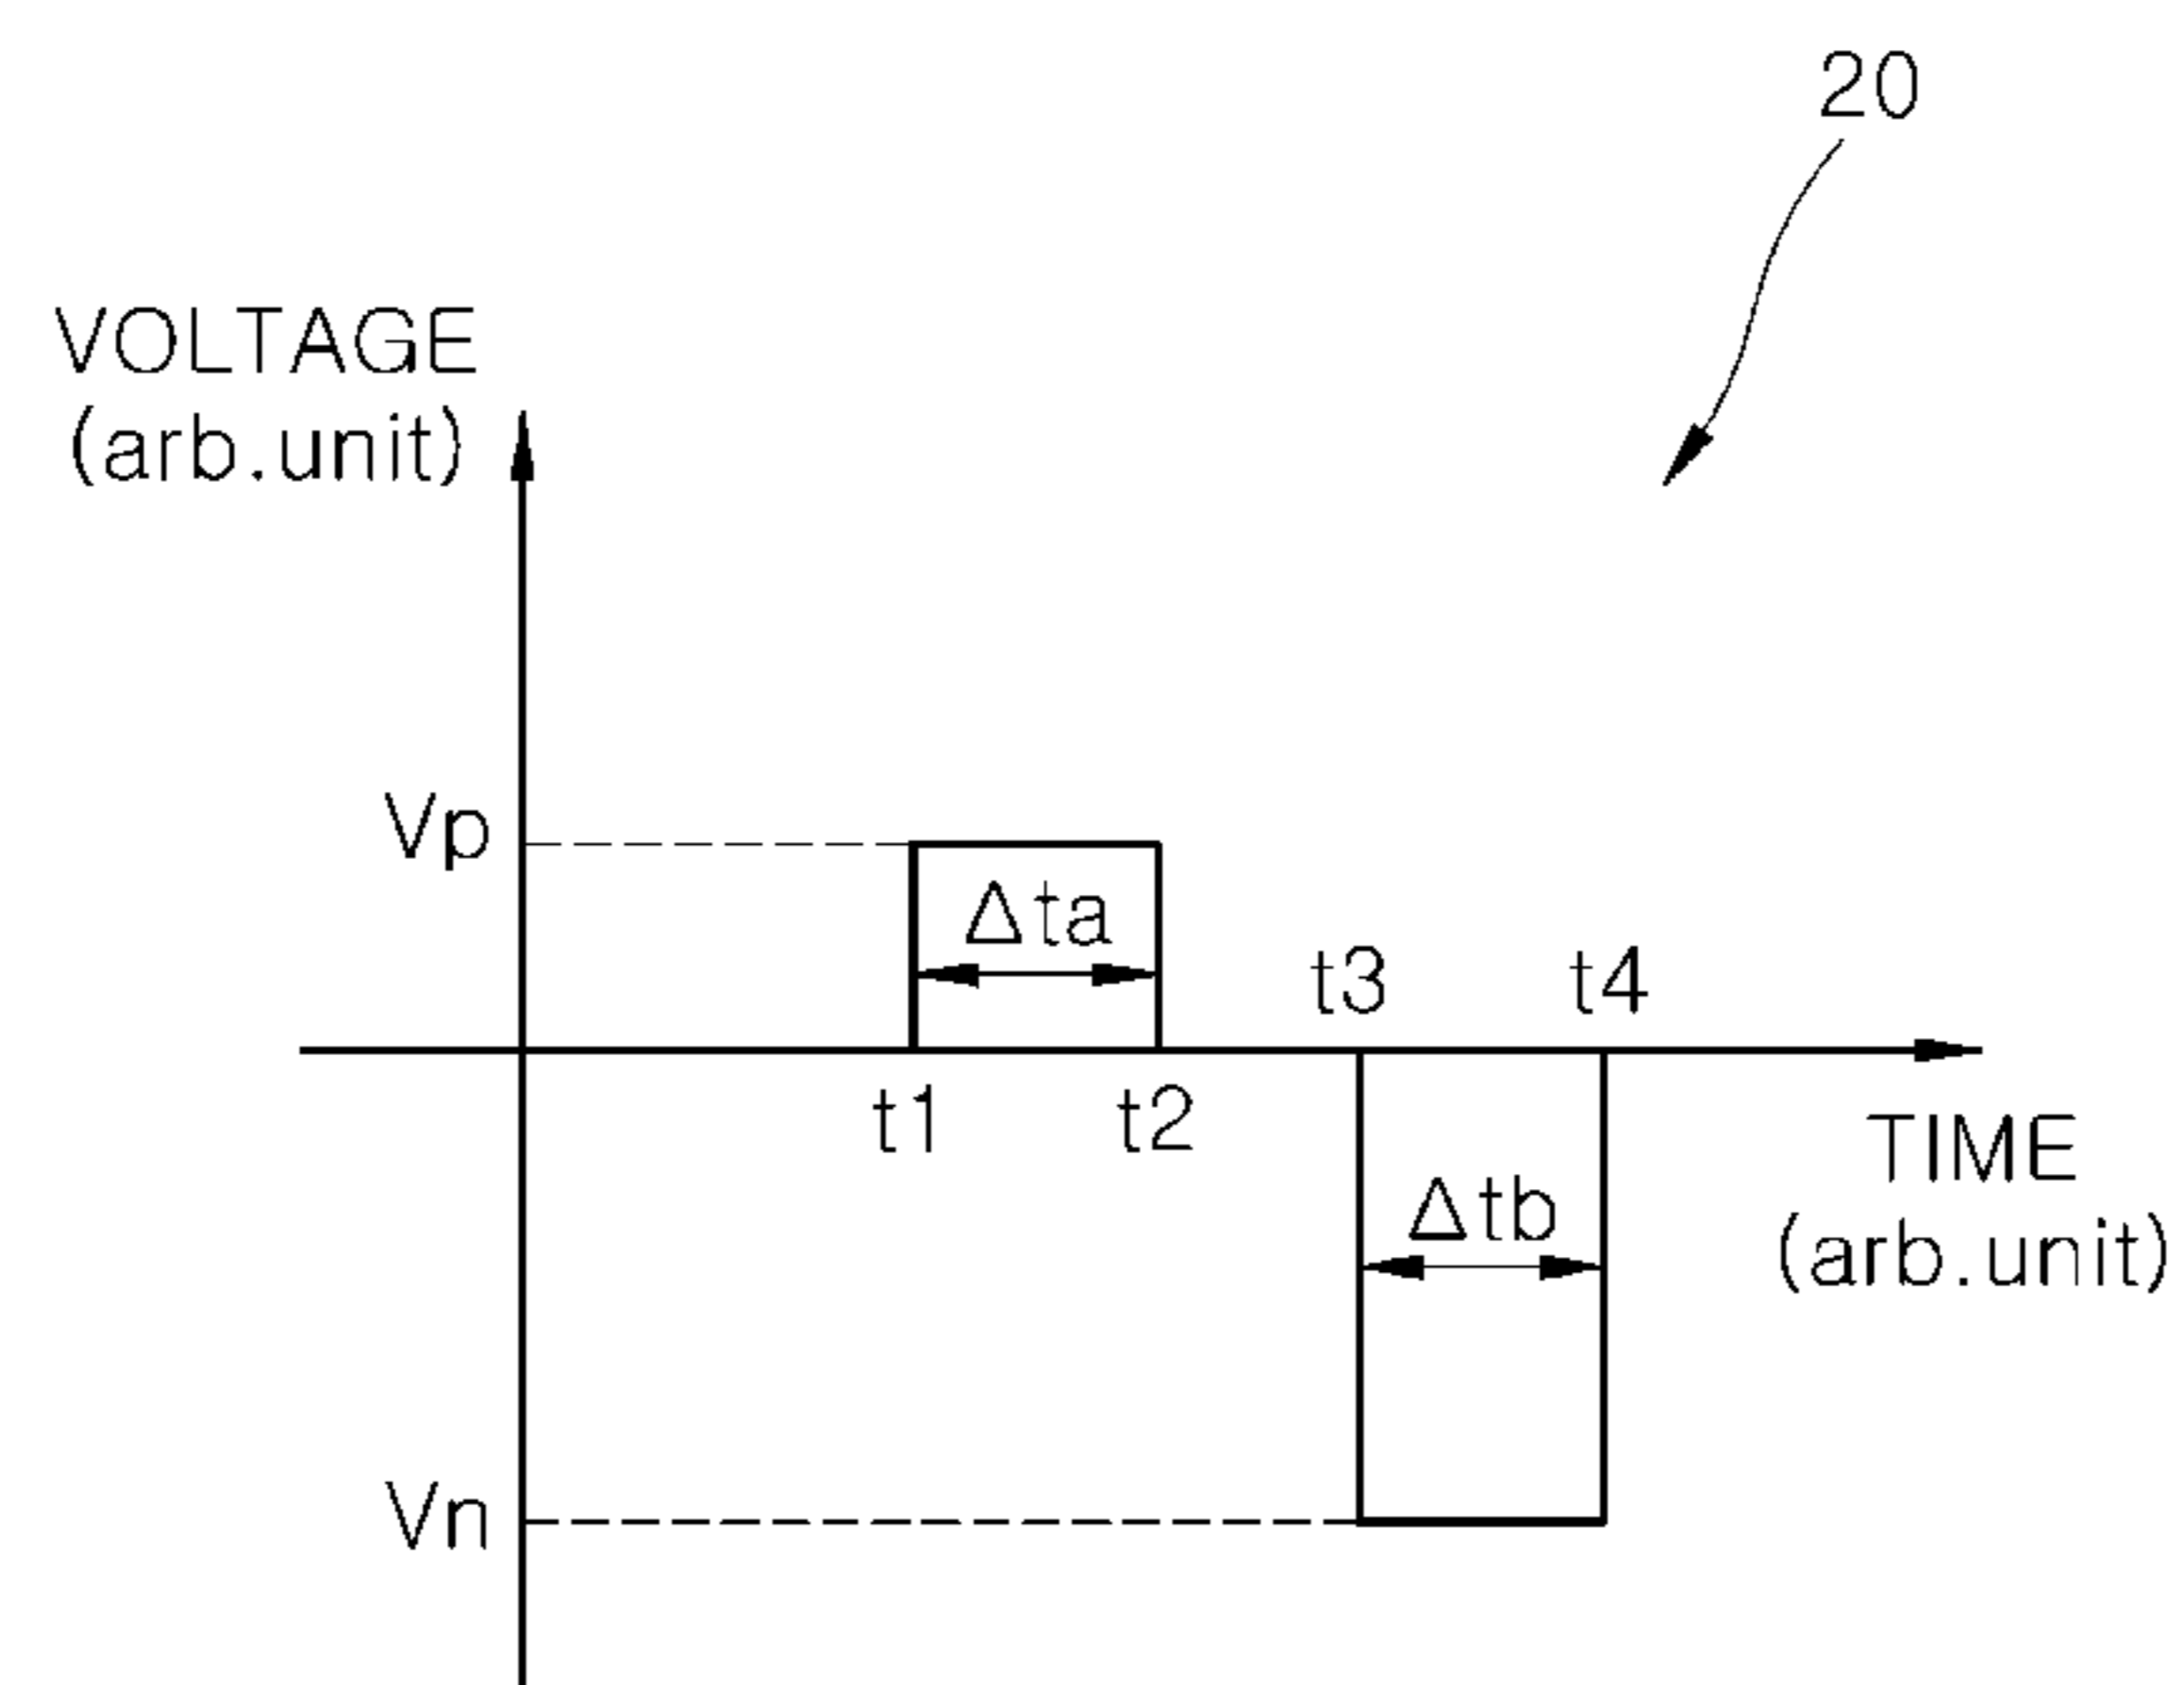 20
VOLTAGE
(arb.unit)
Vp
Δta
t3
t4
t1
t2
TIME
(arb.unit)
Δtb
Vn